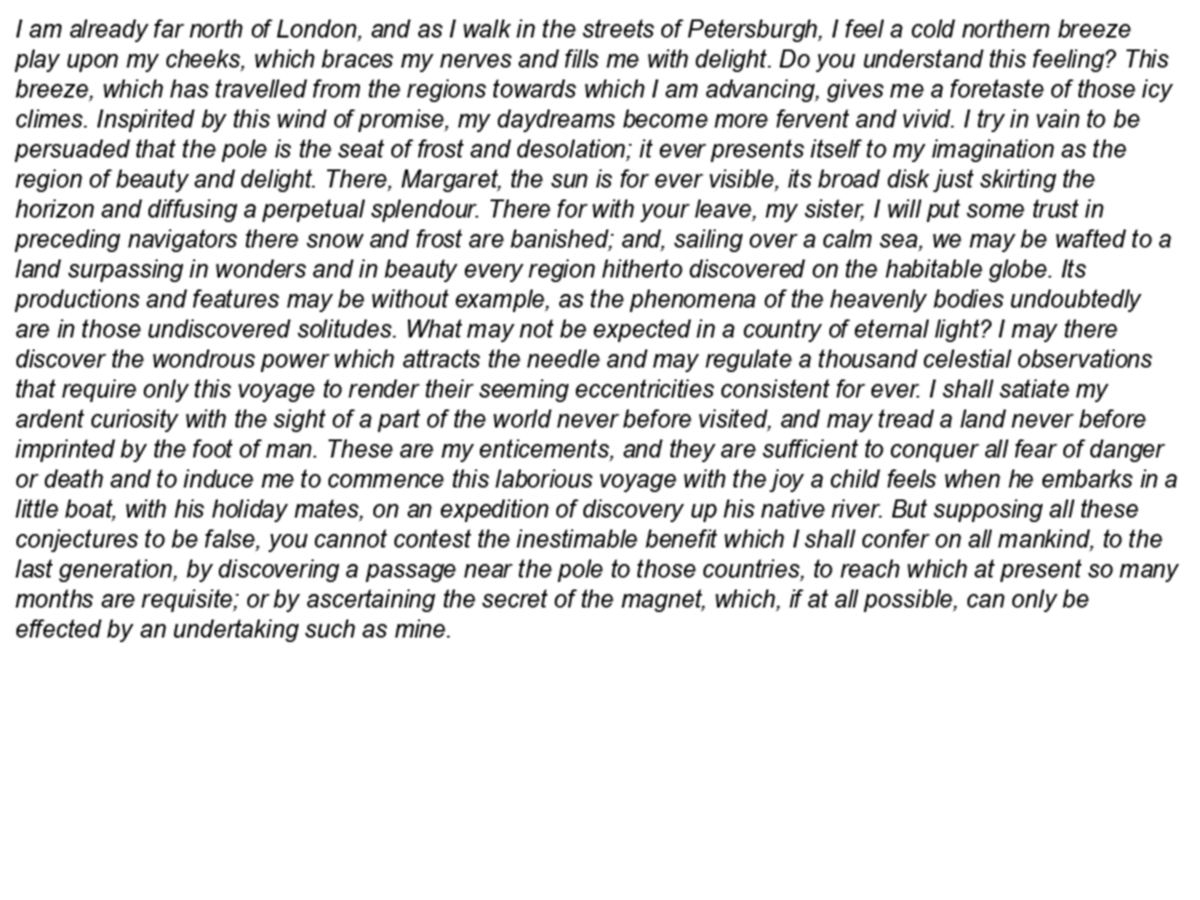 I am already far north of London, and as I walk in the streets of Petersburgh, I feel a cold northern breeze
play upon my cheeks, which braces my nerves and fills me with delight. Do you understand this feeling? This
breeze, which has travelled from the regions towards which I am advancing, gives me a foretaste of those icy
climes. Inspirited by this wind of promise, my daydreams become more fervent and vivid. I try in vain to be
persuaded that the pole is the seat of frost and desolation; it ever presents itself to my imagination as the
region of beauty and delight. There, Margaret, the sun is for ever visible, its broad disk just skirting the
horizon and diffusing a perpetual splendour. There for with your leave, my sister, I will put some trust in
preceding navigators there snow and frost are banished; and, sailing over a calm sea, we may be wafted to a
land surpassing in wonders and in beauty every region hitherto discovered on the habitable globe. Its
productions and features may be without example, as the phenomena of the heavenly bodies undoubtedly
are in those undiscovered solitudes. What may not be expected in a country of eternal light? I may there
discover the wondrous power which attracts the needle and may regulate a thousand celestial observations
that require only this voyage to render their seeming eccentricities consistent for ever. I shall satiate my
ardent curiosity with the sight of a part of the world never before visited, and may tread a land never before
imprinted by the foot of man. These are my enticements, and they are sufficient to conquer all fear of danger
or death and to induce me to commence this laborious voyage with the joy a child feels when he embarks in a
little boat, with his holiday mates, on an expedition of discovery up his native river. But supposing all these
conjectures to be false, you cannot contest the inestimable benefit which I shall confer on all mankind, to the
last generation, by discovering a passage near the pole to those countries, to reach which at present so many
months are requisite; or by ascertaining the secret of the magnet, which, if at all possible, can only be
effected by an undertaking such as mine.